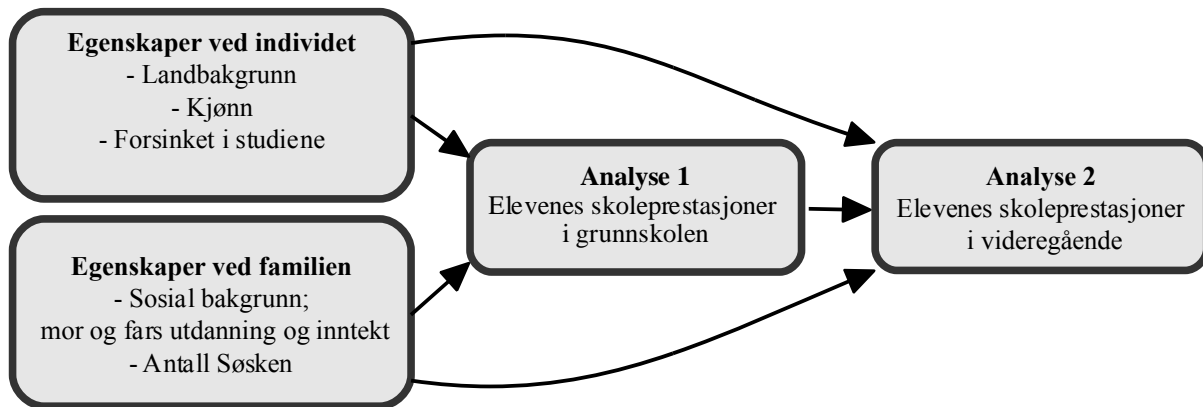 Egenskaper ved individet
- Landbakgrunn
- Kjønn
- Forsinket i studiene
Egenskaper ved familien
- Sosial bakgrunn;
mor og fars utdanning og inntekt
- Antall Søsken
Analyse 1
Elevenes skoleprestasjoner
i grunnskolen
Analyse 2
Elevenes skoleprestasjoner
i videregående